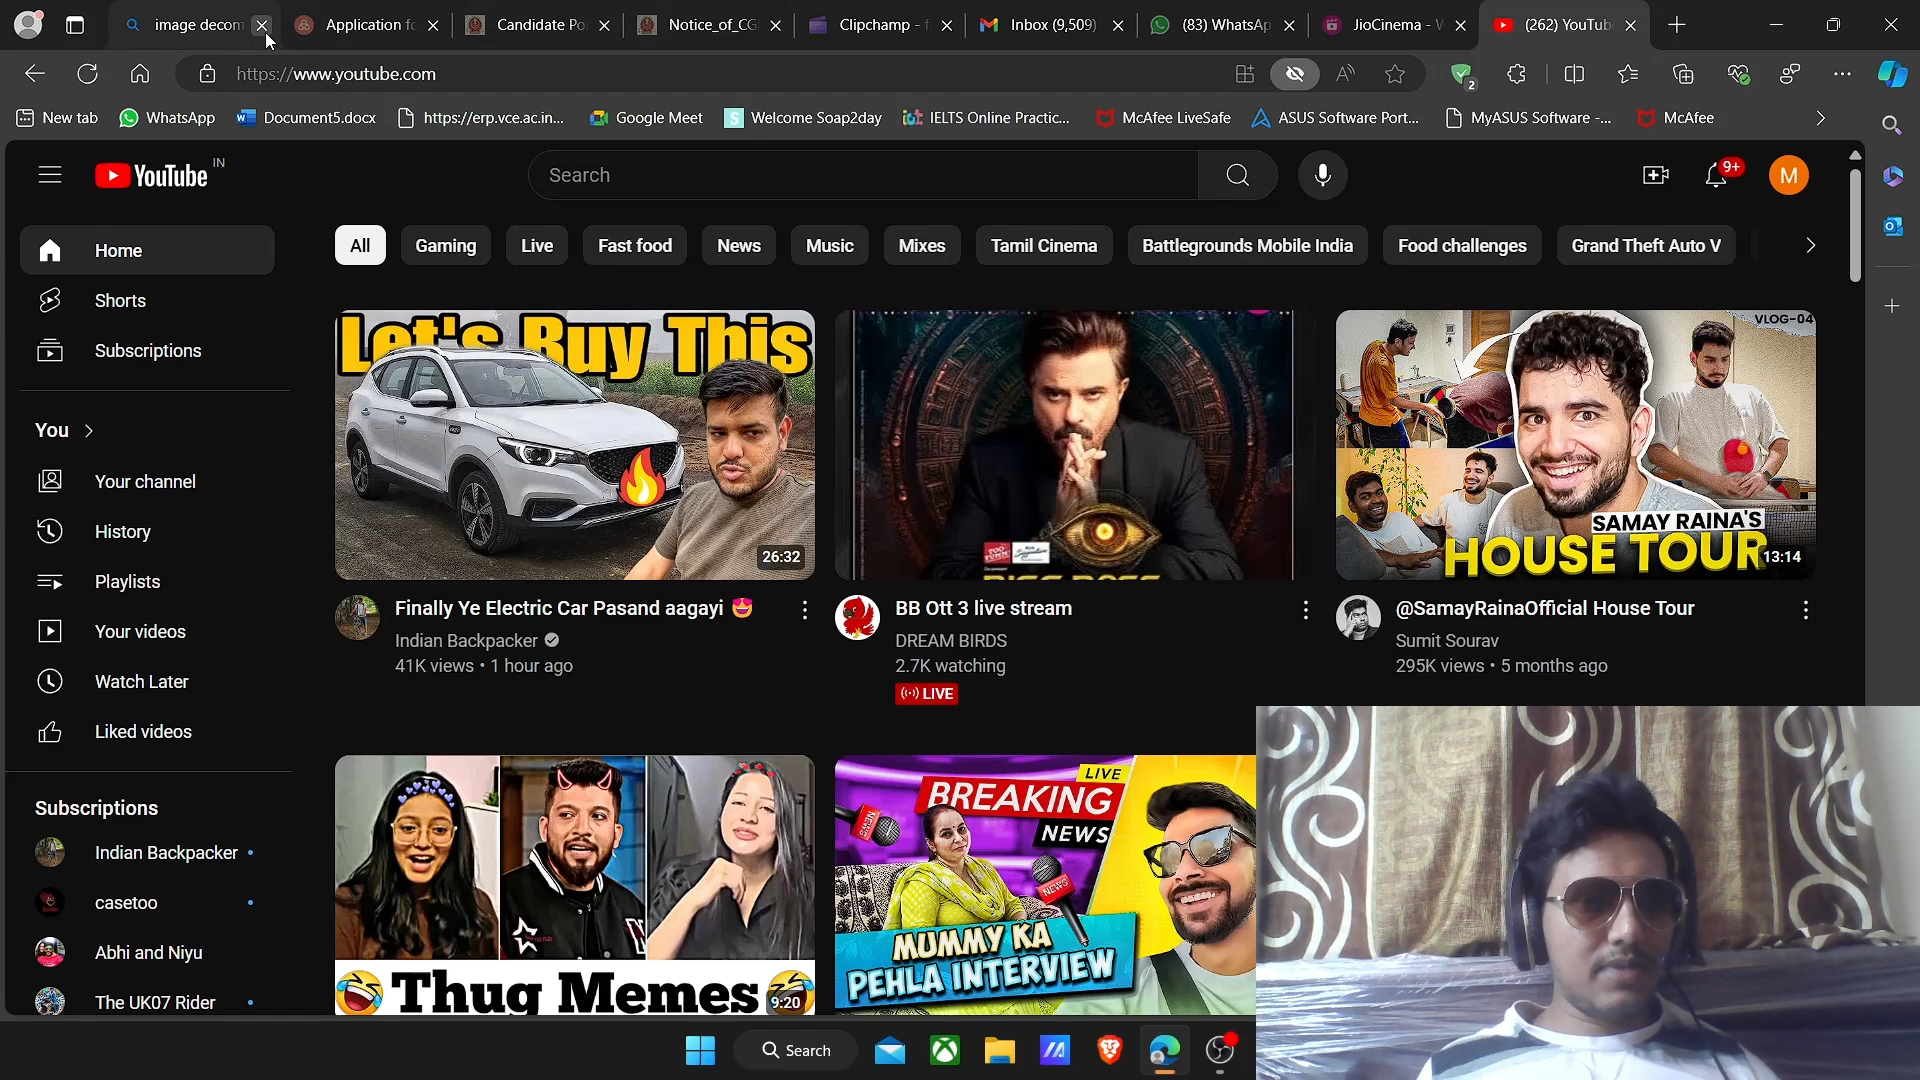 image decom
Application fo
Candidate Po
Notice_of_CG
Clipchamp - f
Inbox (9,509)
(83) WhatsAp
JioCinema - W
(262) YouTube
https://www.youtube.com
2
New tab
WhatsApp
Document5.docx
https://erp.vce.ac.in...
Google Meet
Welcome Soap2day
IELTS Online Practic...
McAfee LiveSafe
ASUS Software Port...
MyASUS Software -...
McAfee
YouTube IN
Search
9+
M
Home
Shorts
Subscriptions
You
Your channel
History
Playlists
Your videos
Watch Later
Liked videos
Subscriptions
Indian Backpacker
casetoo
Abhi and Niyu
The UK07 Rider
All
Gaming
Live
Fast food
News
Music
Mixes
Tamil Cinema
Battlegrounds Mobile India
Food challenges
Grand Theft Auto V
Let's Buy This
26:32
Finally Ye Electric Car Pasand aagayi 😍
Indian Backpacker
41K views • 1 hour ago
BB Ott 3 live stream
DREAM BIRDS
2.7K watching
LIVE
VLOG-04
SAMAY RAINA'S
HOUSE TOUR
13:14
@SamayRainaOfficial House Tour
Sumit Sourav
295K views • 5 months ago
Thug Memes
9:20
LIVE
BREAKING
NEWS
NEWS
NEWS
MUMMY KA
PEHLA INTERVIEW
Search